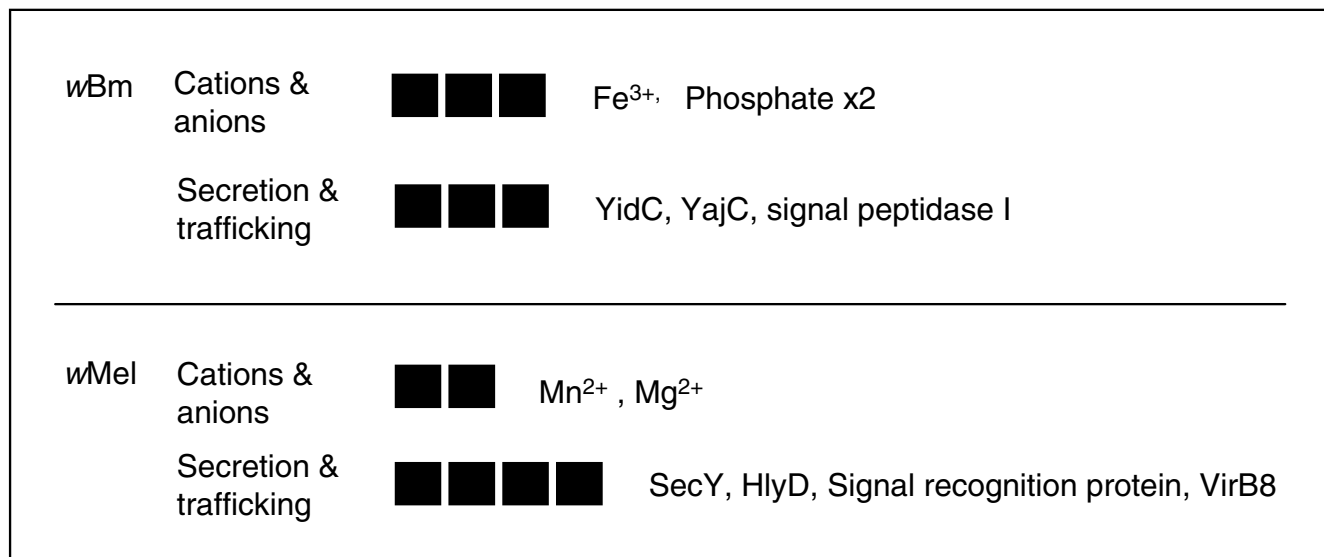 wBm Cations & anions Fe³⁺, Phosphate x2
Secretion & trafficking YidC, YajC, signal peptidase I
wMel Cations & anions Mn²⁺ , Mg²⁺
Secretion & trafficking SecY, HlyD, Signal recognition protein, VirB8